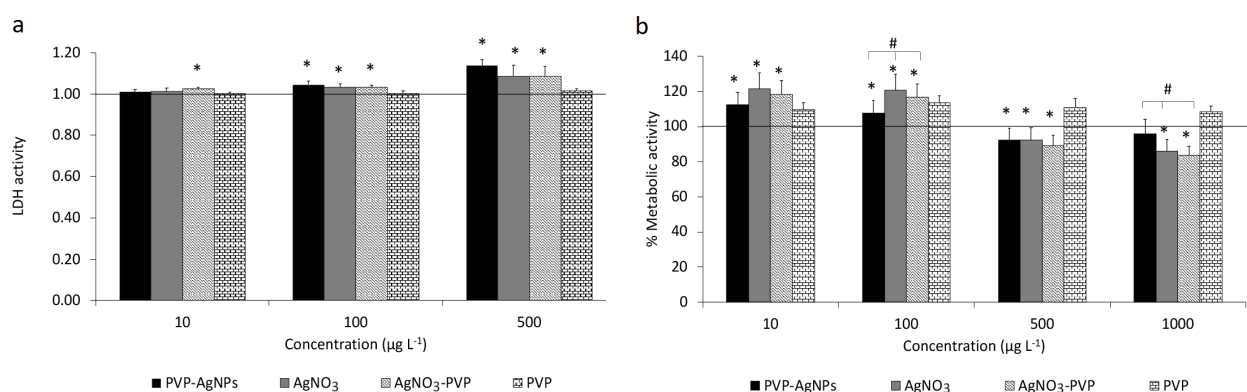 a
LDH activity
1.20
1.00
0.80
0.60
0.40
0.20
0.00
* * * * * * *
10 100 500
Concentration (µg L⁻¹)
PVP-AgNPs AgNO₃ AgNO₃-PVP PVP
b
% Metabolic activity
140
120
100
80
60
40
20
0
# #
* * * * * * * * * * *
10 100 500 1000
Concentration (µg L⁻¹)
PVP-AgNPs AgNO₃ AgNO₃-PVP PVP